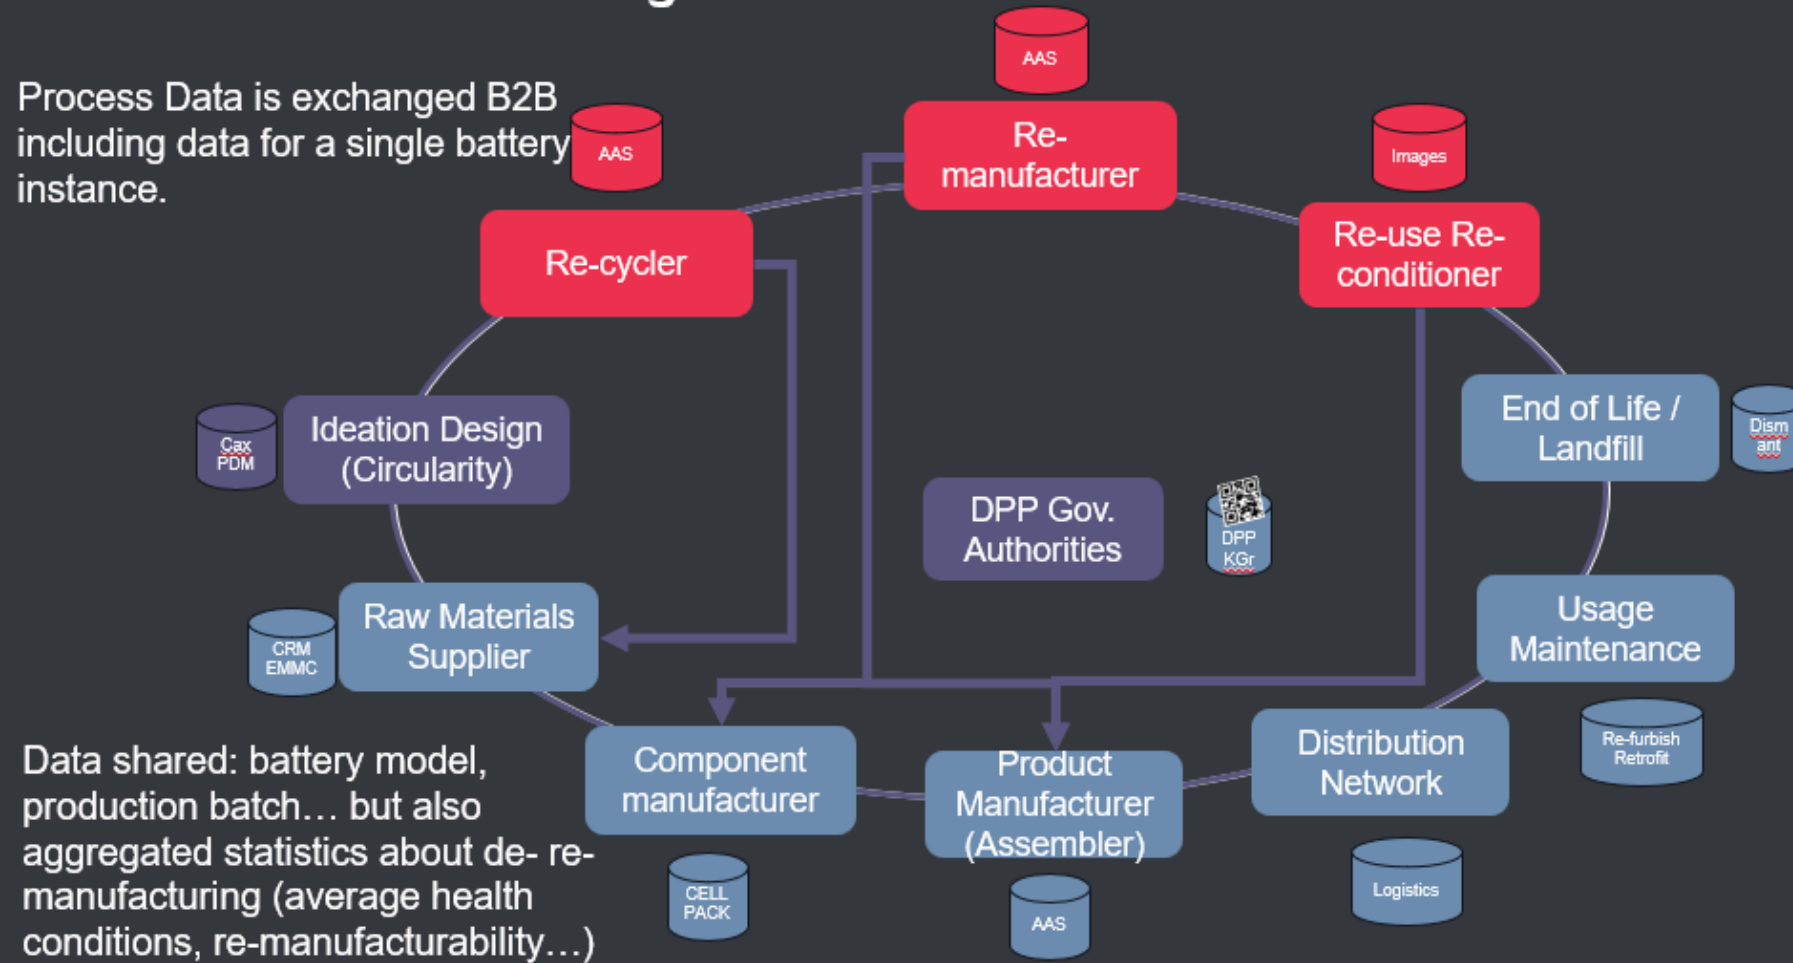 AAS
Process Data is exchanged B2B
including data for a single battery
instance.
AAS
Re-
manufacturer
Images
Re-cycler
Re-use Re-
conditioner
Cax
PDM
Ideation Design
(Circularity)
End of Life /
Landfill
Dism
ant
DPP Gov.
Authorities
DPP
KGr
CRM
EMMC
Raw Materials
Supplier
Usage
Maintenance
Re-furbish
Retrofit
Data shared: battery model,
production batch… but also
aggregated statistics about de- re-
manufacturing (average health
conditions, re-manufacturability…)
Component
manufacturer
Product
Manufacturer
(Assembler)
Distribution
Network
CELL
PACK
AAS
Logistics